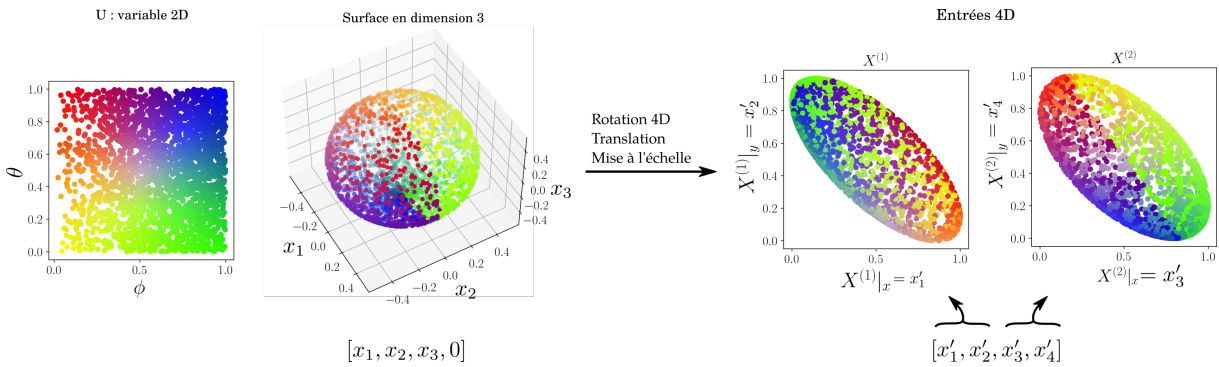 U : variable 2D
1.0
0.8
0.6
0.4
0.2
0.0
θ
0.0 0.5 1.0
ϕ
Surface en dimension 3
0.4
0.2
0.0
−0.2
−0.4
x₃
−0.4
−0.2
0.0
0.2
0.4
x₁
−0.4 −0.2 0.0 0.2 0.4
x₂
[x₁, x₂, x₃, 0]
Rotation 4D
Translation
Mise à l'échelle
Entrées 4D
X⁽¹⁾
1.0
0.8
0.6
0.4
0.2
0.0
X⁽¹⁾|_y = x′₂
0.0 0.5 1.0
X⁽¹⁾|_x = x′₁
X⁽²⁾
1.0
0.8
0.6
0.4
0.2
0.0
X⁽²⁾|_y = x′₄
0.0 0.5 1.0
X⁽²⁾|_x = x′₃
[x′₁, x′₂, x′₃, x′₄]